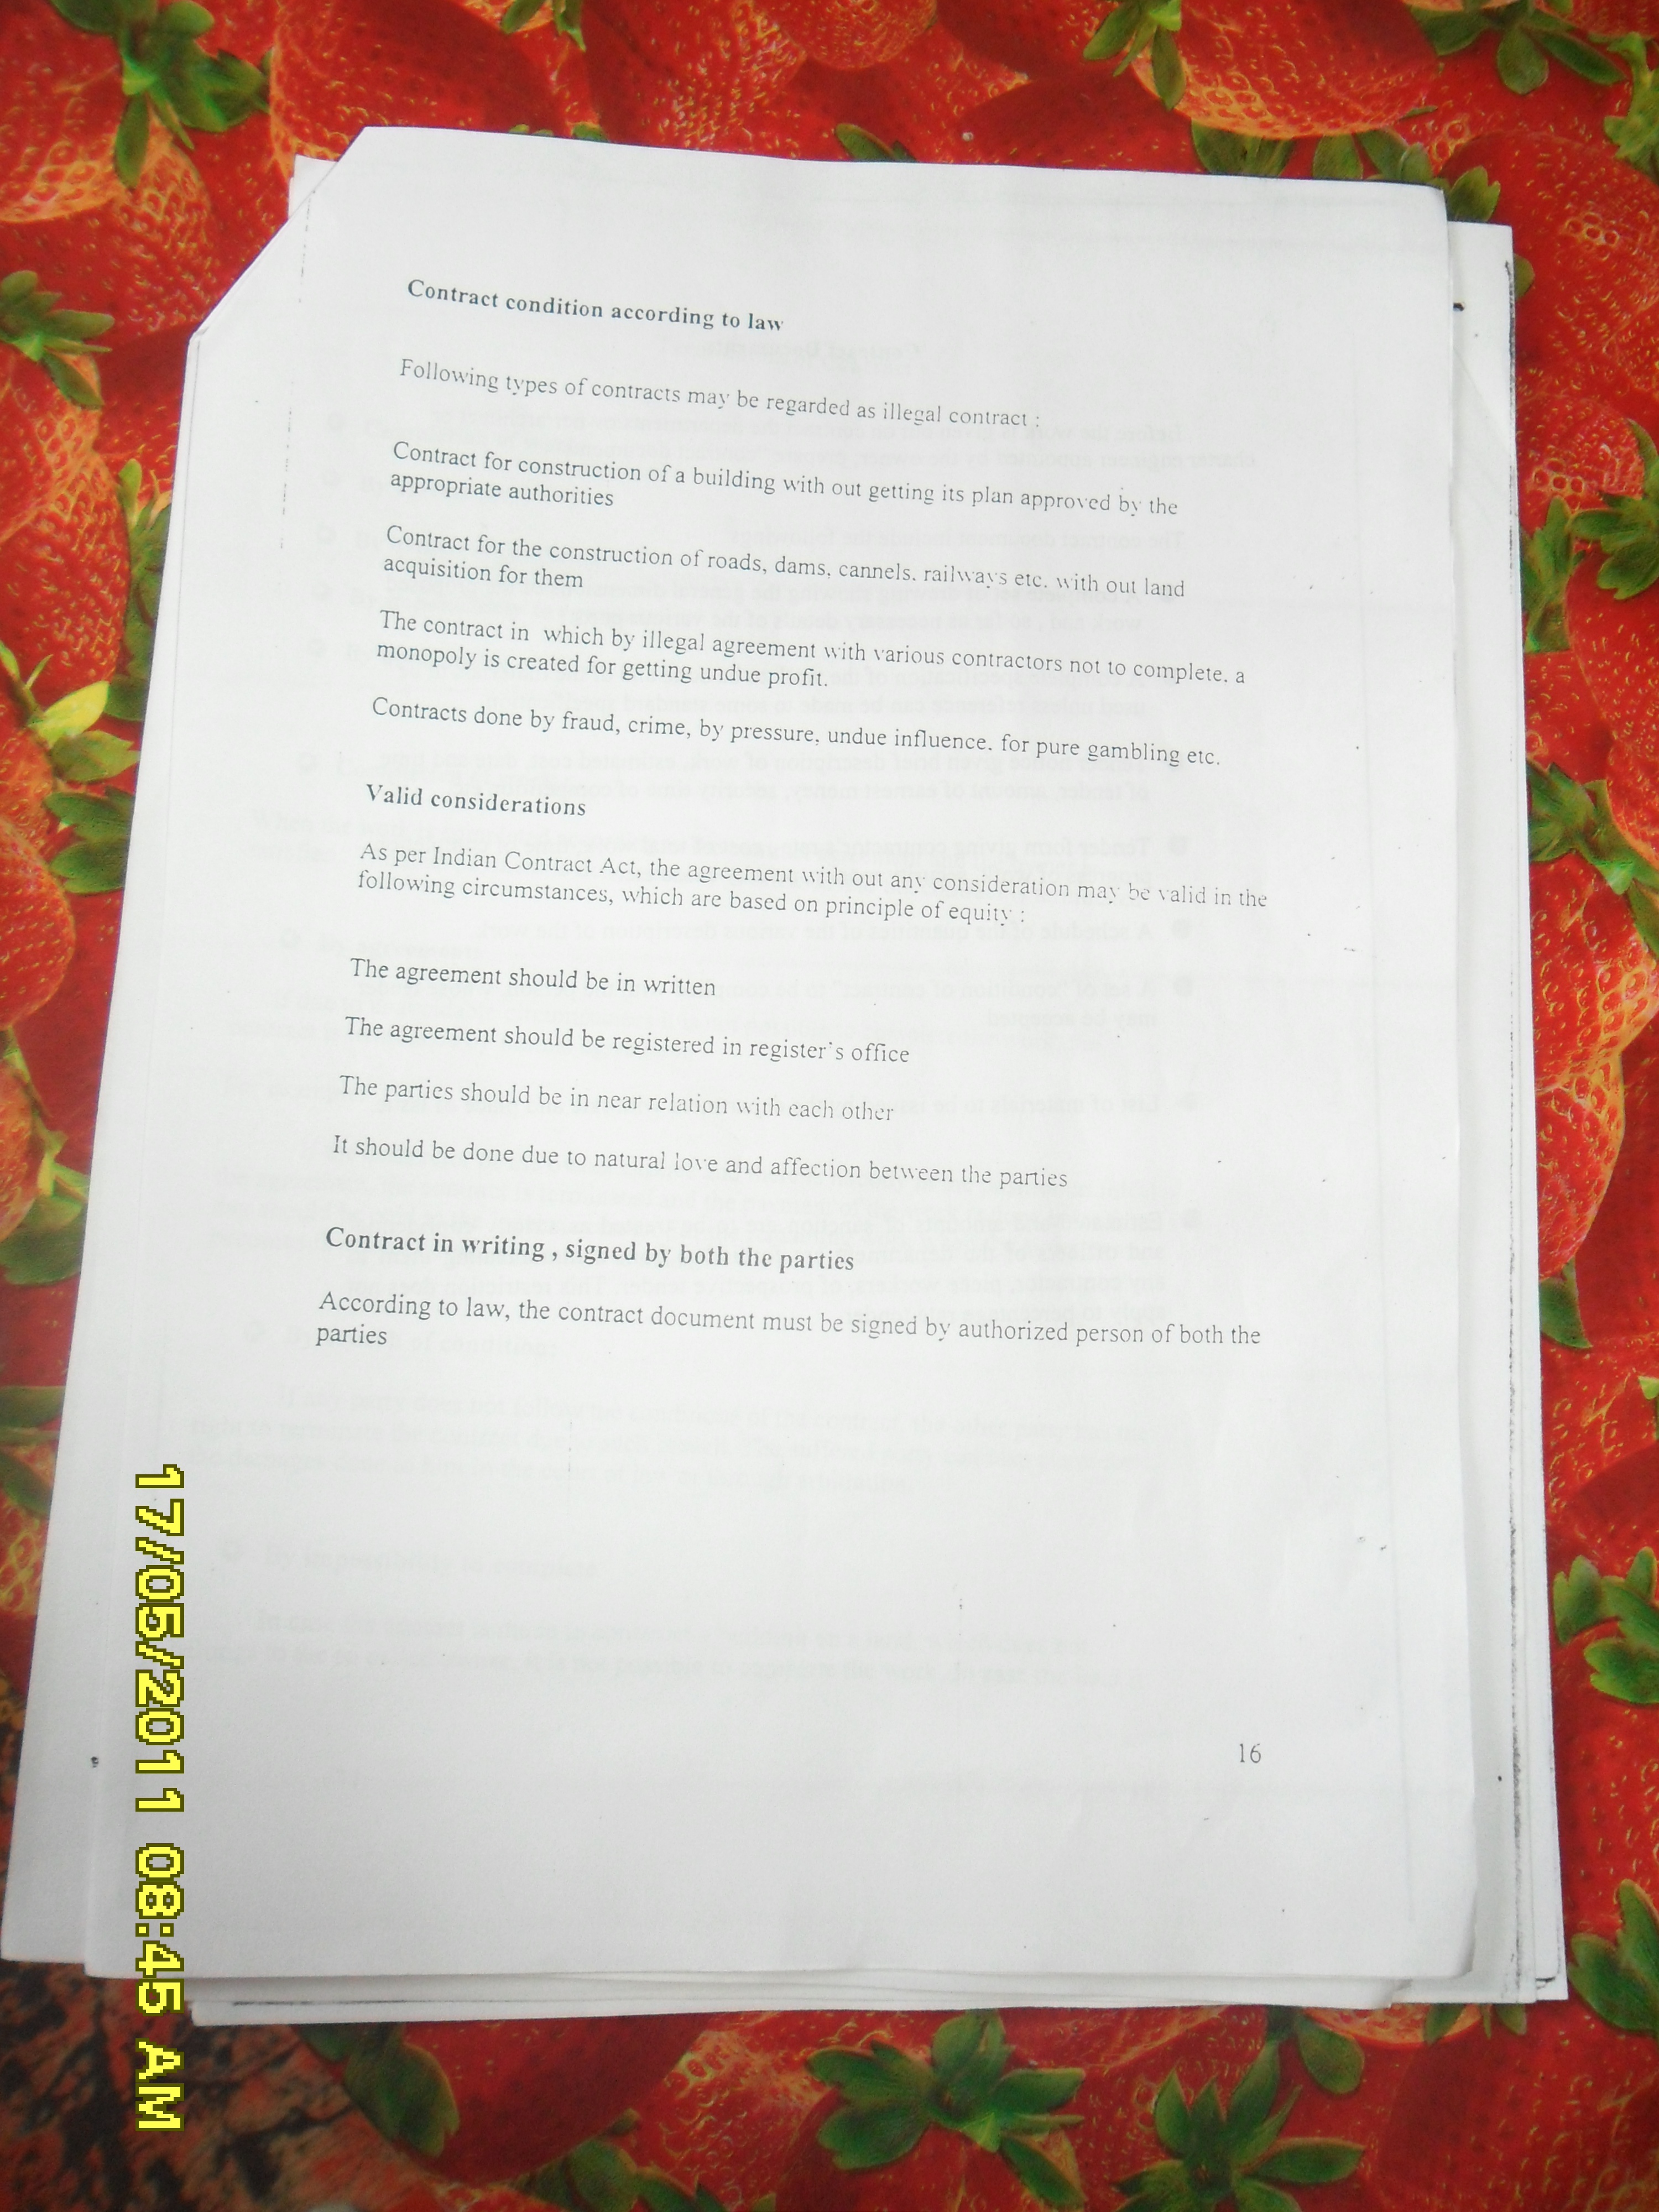 Contract condition according to law
Following types of contracts may be regarded as illegal contract :
Contract for construction of a building with out getting its plan approved by the
appropriate authorities
Contract for the construction of roads, dams, cannels. railways etc. with out land
acquisition for them
The contract in which by illegal agreement with various contractors not to complete. a
monopoly is created for getting undue profit.
Contracts done by fraud, crime, by pressure, undue influence. for pure gambling etc.
Valid considerations
As per Indian Contract Act, the agreement with out any consideration may be valid in the
following circumstances, which are based on principle of equity :
The agreement should be in written
The agreement should be registered in register's office
The parties should be in near relation with each other
It should be done due to natural love and affection between the parties
Contract in writing , signed by both the parties
According to law, the contract document must be signed by authorized person of both the
parties
16
17/05/2011 08:45 AM